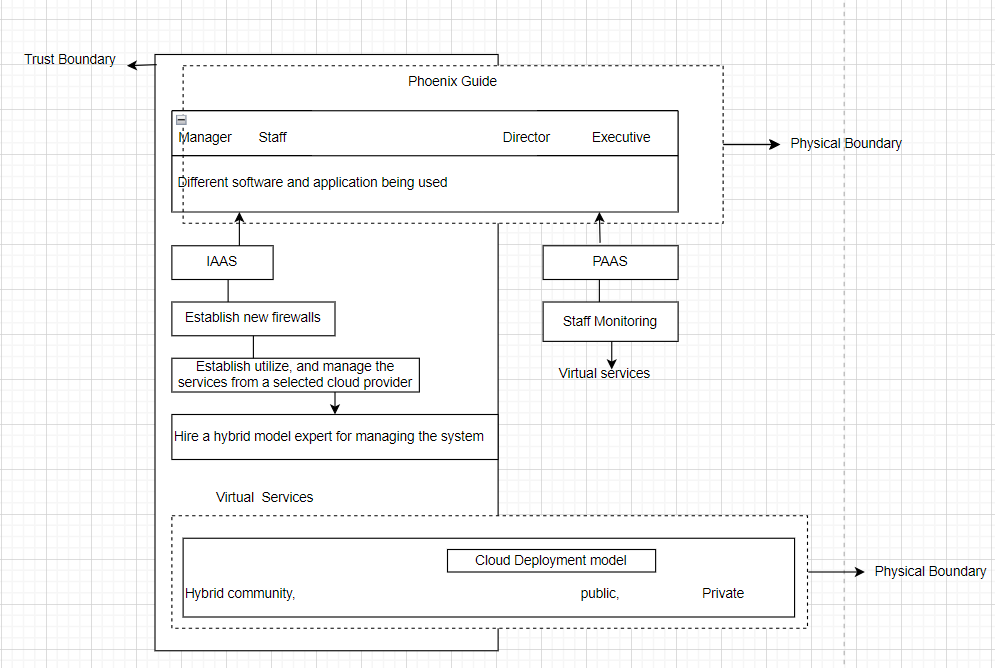 Trust Boundary
Phoenix Guide
Manager Staff Director Executive
Physical Boundary
Different software and application being used
IAAS
PAAS
Establish new firewalls
Staff Monitoring
Establish utilize, and manage the
services from a selected cloud provider
Virtual services
Hire a hybrid model expert for managing the system
Virtual Services
Cloud Deployment model
Physical Boundary
Hybrid community, public, Private